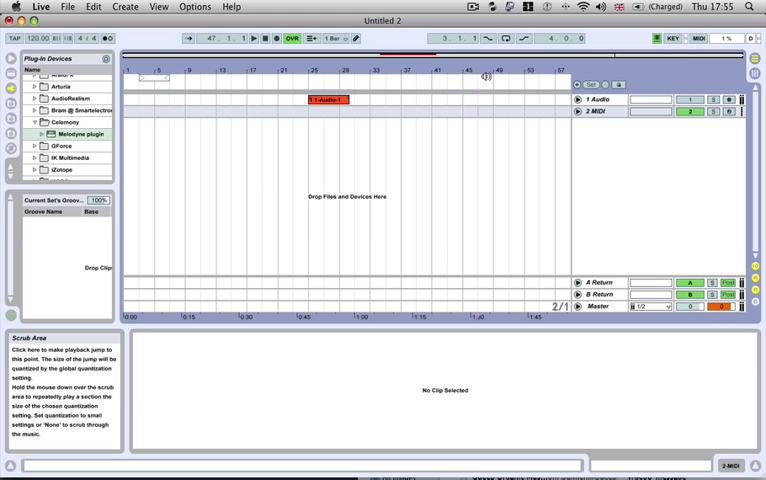 Live File Edit Create View Options Help (Charged) Thu 17:55
Untitled 2
TAP 120.00 4 / 4 47. 1. 1 OVR 1 Bar 3. 1. 1 4. 0. 0 KEY MIDI 1 % D
Plug-In Devices
Name
Arturia
AudioRealism
Bram @ Smartelectron
Celemony
Melodyne plugin
GForce
IK Multimedia
iZotope
Current Set's Groov... 100%
Groove Name Base
Drop Clips
1 5 9 13 17 21 25 29 33 37 41 45 49 53 57
Set
1-Audio-1
1 Audio 1 S
2 MIDI 2 S
Drop Files and Devices Here
A Return A S Post
B Return B S Post
2/1 Master 1/2 0 0
0:00 0:15 0:30 0:45 1:00 1:15 1:30 1:45
Scrub Area
Click here to make playback jump to
this point. The size of the jump will be
quantized by the global quantization
setting.
Hold the mouse down over the scrub
area to repeatedly play a section the
size of the chosen quantization
setting. Set quantization to small
settings or 'None' to scrub through
the music.
No Clip Selected
2-MIDI